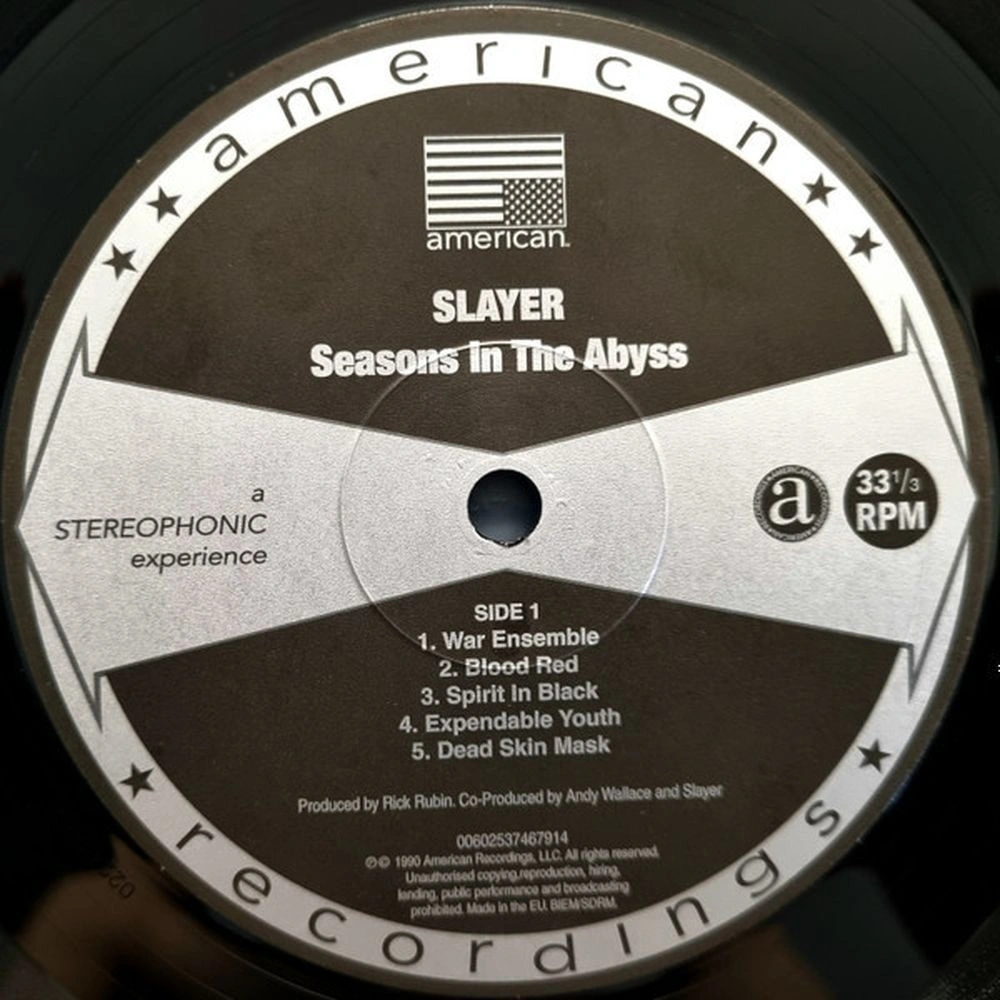 american
american
SLAYER
Seasons In The Abyss
a
STEREOPHONIC
experience
a
33 1/3
RPM
SIDE 1
1. War Ensemble
2. Blood Red
3. Spirit In Black
4. Expendable Youth
5. Dead Skin Mask
Produced by Rick Rubin. Co-Produced by Andy Wallace and Slayer
00602537467914
℗© 1990 American Recordings, LLC. All rights reserved.
Unauthorised copying,reproduction, hiring,
lending, public performance and broadcasting
prohibited. Made in the EU. BIEM/SDRM.
recordings